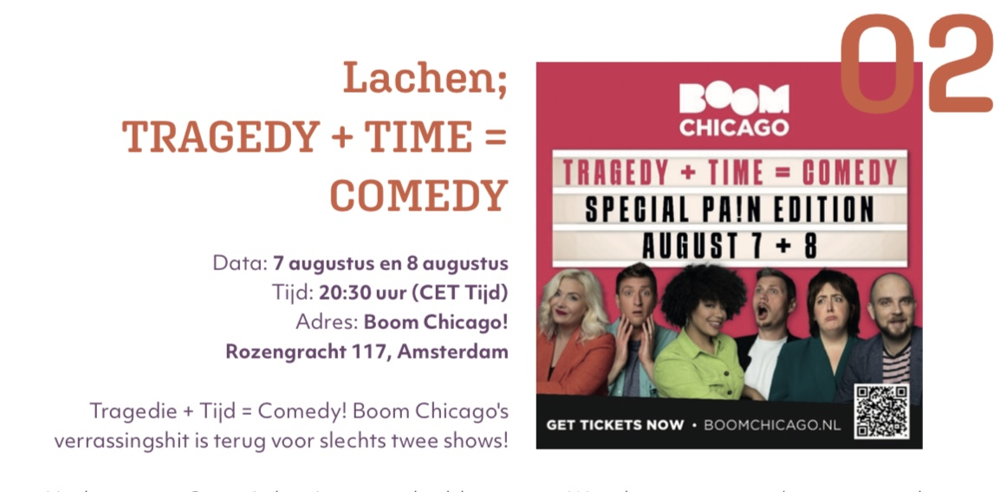 02
Lachen;
TRAGEDY + TIME =
COMEDY
Data: 7 augustus en 8 augustus
Tijd: 20:30 uur (CET Tijd)
Adres: Boom Chicago!
Rozengracht 117, Amsterdam
Tragedie + Tijd = Comedy! Boom Chicago's
verrassingshit is terug voor slechts twee shows!
BOOM
CHICAGO
TRAGEDY + TIME = COMEDY
SPECIAL PA!N EDITION
AUGUST 7 + 8
GET TICKETS NOW • BOOMCHICAGO.NL